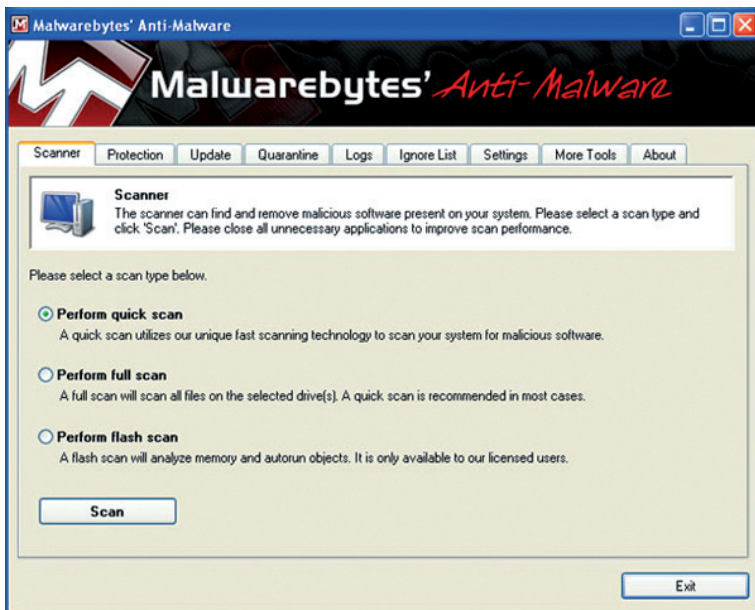 Malwarebytes' Anti-Malware
Malwarebytes' Anti-Malware
Scanner Protection Update Quarantine Logs Ignore List Settings More Tools About
Scanner
The scanner can find and remove malicious software present on your system. Please select a scan type and
click 'Scan'. Please close all unnecessary applications to improve scan performance.
Please select a scan type below.
Perform quick scan
A quick scan utilizes our unique fast scanning technology to scan your system for malicious software.
Perform full scan
A full scan will scan all files on the selected drive(s). A quick scan is recommended in most cases.
Perform flash scan
A flash scan will analyze memory and autorun objects. It is only available to our licensed users.
Scan
Exit